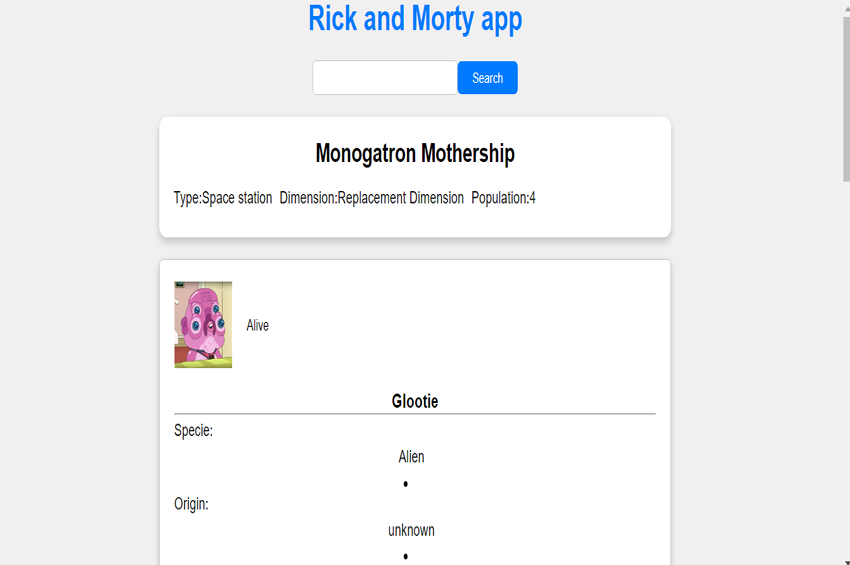 Rick and Morty app
Search
Monogatron Mothership
Type:Space station Dimension:Replacement Dimension Population:4
Alive
Glootie
Specie:
Alien
•
Origin:
unknown
•